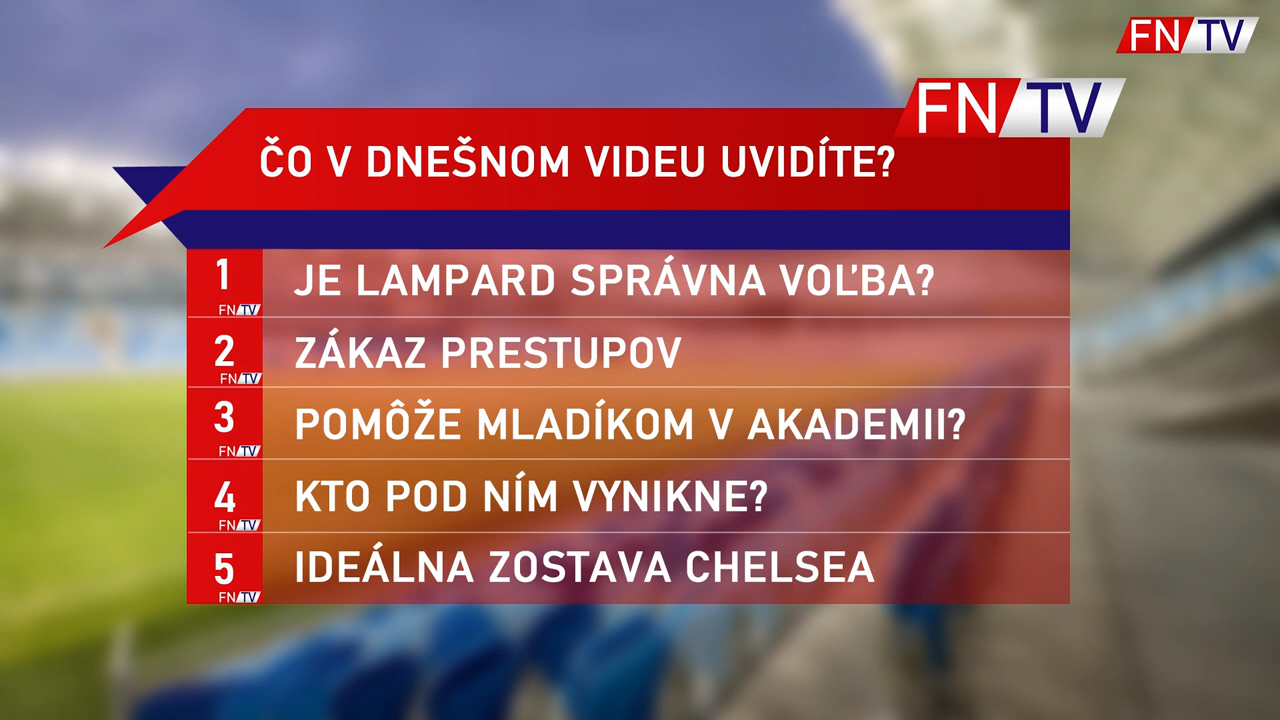 FN TV
FN TV
ČO V DNEŠNOM VIDEU UVIDÍTE?
1 JE LAMPARD SPRÁVNA VOĽBA?
FN TV
2 ZÁKAZ PRESTUPOV
FN TV
3 POMÔŽE MLADÍKOM V AKADEMII?
FN TV
4 KTO POD NÍM VYNIKNE?
FN TV
5 IDEÁLNA ZOSTAVA CHELSEA
FN TV